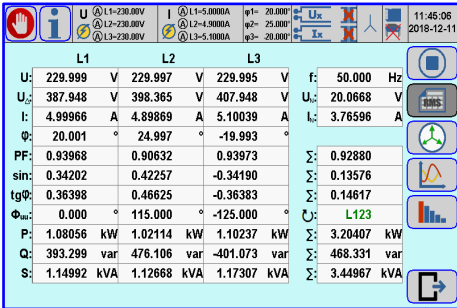 U Ⓐ L1=230.00V I Ⓐ L1=5.0000A φ1= 20.000° Ux 11:45:06
Ⓐ L2=230.00V Ⓐ L2=4.9000A φ2= 25.000° 2018-12-11
Ⓐ L3=230.00V Ⓐ L3=5.1000A φ3= -20.000° Ix
L1 L2 L3
U: 229.999 V 229.997 V 229.995 V f: 50.000 Hz
U△: 387.948 V 398.365 V 407.948 V UN: 20.0668 V
I: 4.99966 A 4.89869 A 5.10039 A IN: 3.76596 A
φ: 20.001 ° 24.997 ° -19.993 °
PF: 0.93968 0.90632 0.93973 Σ: 0.92880
sin: 0.34202 0.42257 -0.34190 Σ: 0.13576
tgφ: 0.36398 0.46625 -0.36383 Σ: 0.14617
Φuu: 0.000 ° 115.000 ° -125.000 ° ↻: L123
P: 1.08056 kW 1.02114 kW 1.10237 kW Σ: 3.20407 kW
Q: 393.299 var 476.106 var -401.073 var Σ: 468.331 var
S: 1.14992 kVA 1.12668 kVA 1.17307 kVA Σ: 3.44967 kVA
RMS